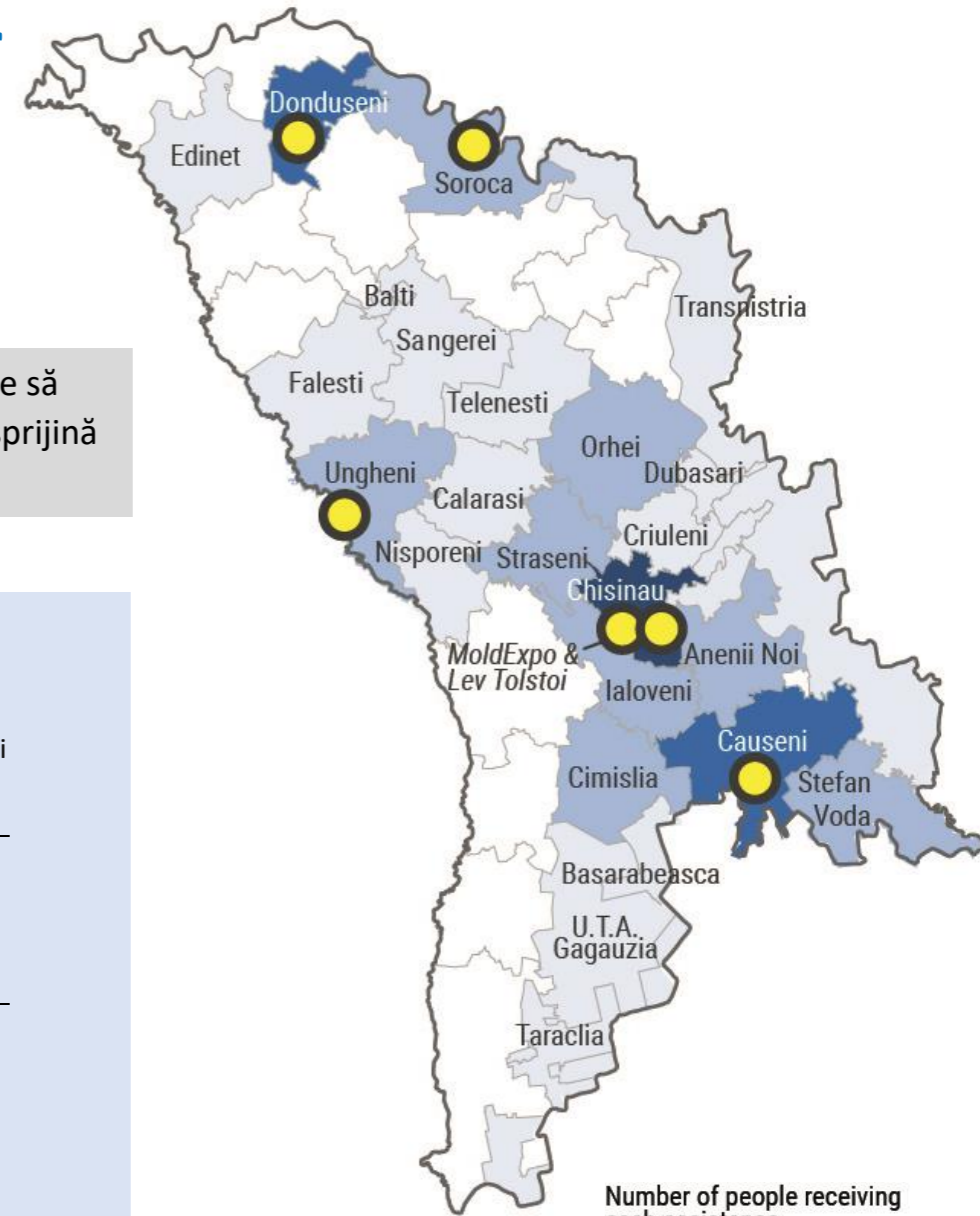 Donduseni
Edinet
Soroca
Balti
Transnistria
Sangerei
e să
Falesti
Telenesti
sprijină
Orhei
Ungheni
Dubasari
Calarasi
Criuleni
Nisporeni
Straseni
Chisinau
MoldExpo &
Lev Tolstoi
Anenii Noi
Ialoveni
i
Causeni
Cimislia
Stefan
Voda
Basarabeasca
U.T.A.
Gagauzia
Taraclia
Number of people receiving